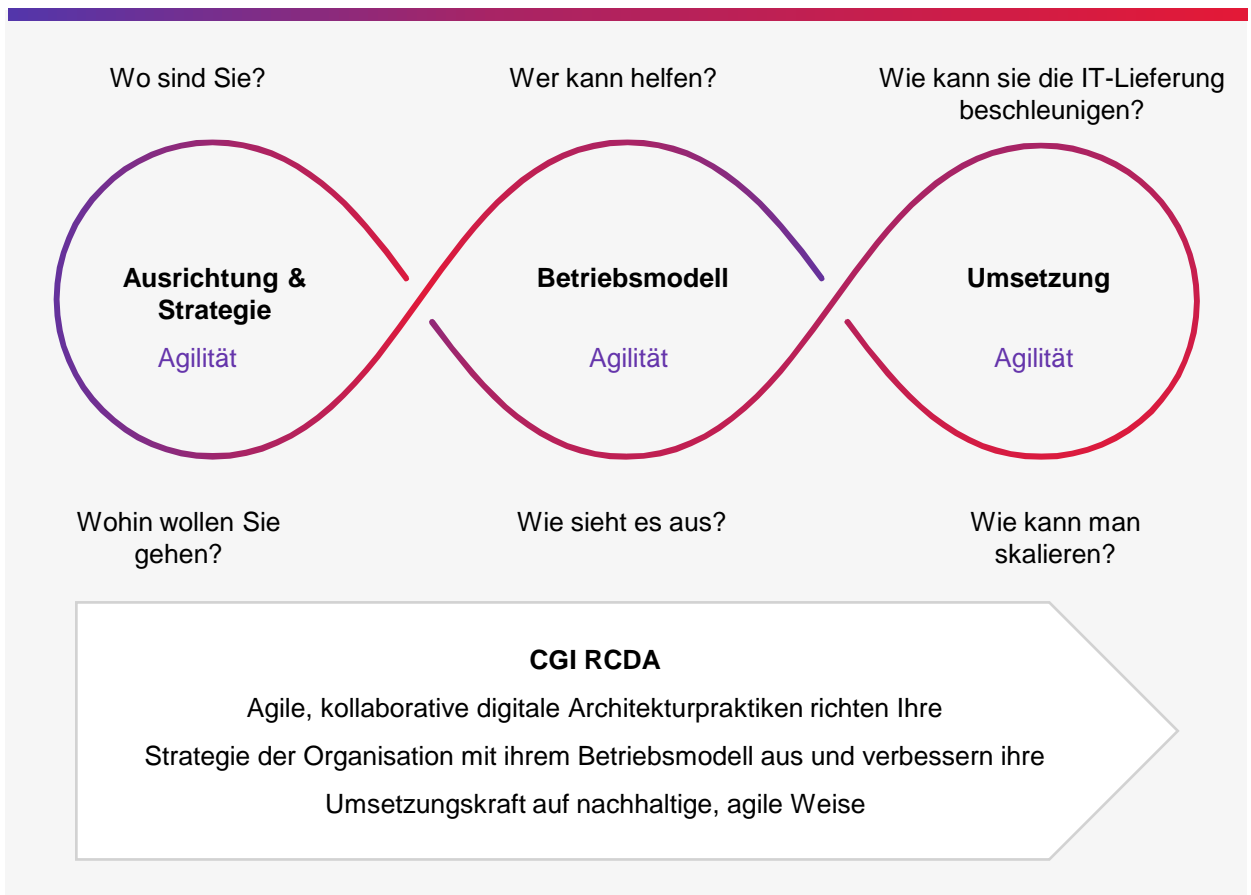 Wo sind Sie?
Wer kann helfen?
Wie kann sie die IT-Lieferung
beschleunigen?
Ausrichtung &
Strategie
Agilität
Betriebsmodell
Agilität
Umsetzung
Agilität
Wohin wollen Sie
gehen?
Wie sieht es aus?
Wie kann man
skalieren?
CGI RCDA
Agile, kollaborative digitale Architekturpraktiken richten Ihre
Strategie der Organisation mit ihrem Betriebsmodell aus und verbessern ihre
Umsetzungskraft auf nachhaltige, agile Weise